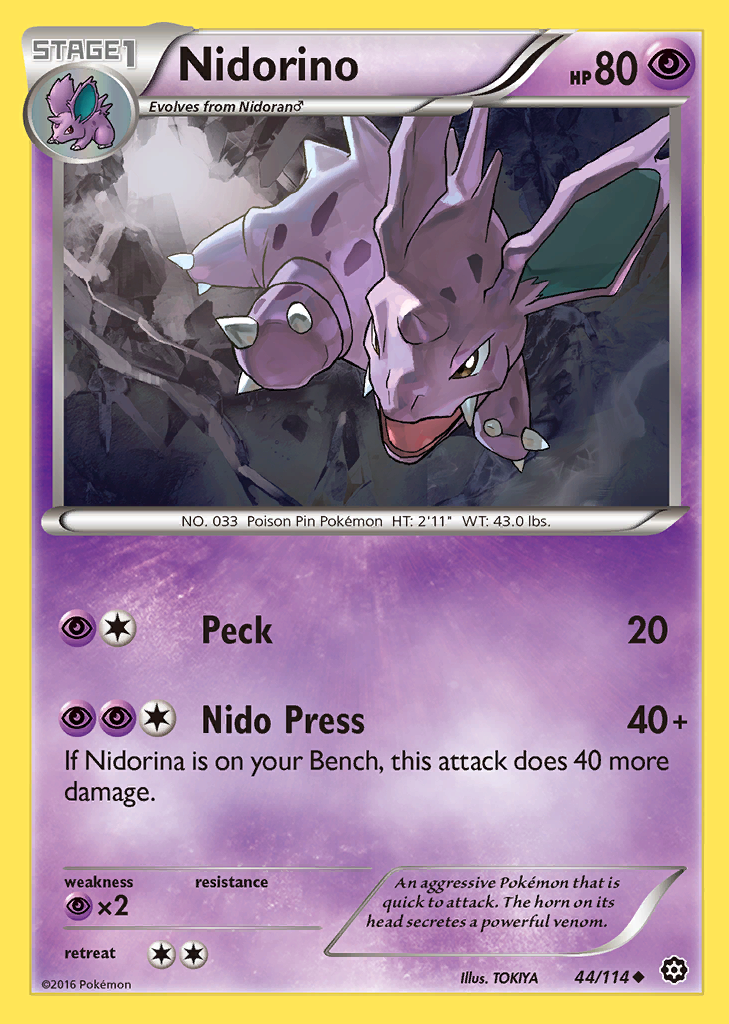 STAGE1
Nidorino
HP80
Evolves from Nidoran♂
NO. 033 Poison Pin Pokémon HT: 2'11" WT: 43.0 lbs.
Peck 20
Nido Press 40+
If Nidorina is on your Bench, this attack does 40 more
damage.
weakness resistance
×2
An aggressive Pokémon that is
quick to attack. The horn on its
head secretes a powerful venom.
retreat
©2016 Pokémon
Illus. TOKIYA 44/114